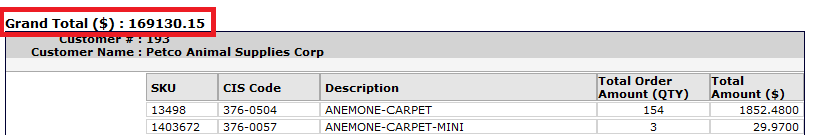 Grand Total ($) : 169130.15
Customer # : 193
Customer Name : Petco Animal Supplies Corp
SKU CIS Code Description Total Order Amount (QTY) Total Amount ($)
13498 376-0504 ANEMONE-CARPET 154 1852.4800
1403672 376-0057 ANEMONE-CARPET-MINI 3 29.9700